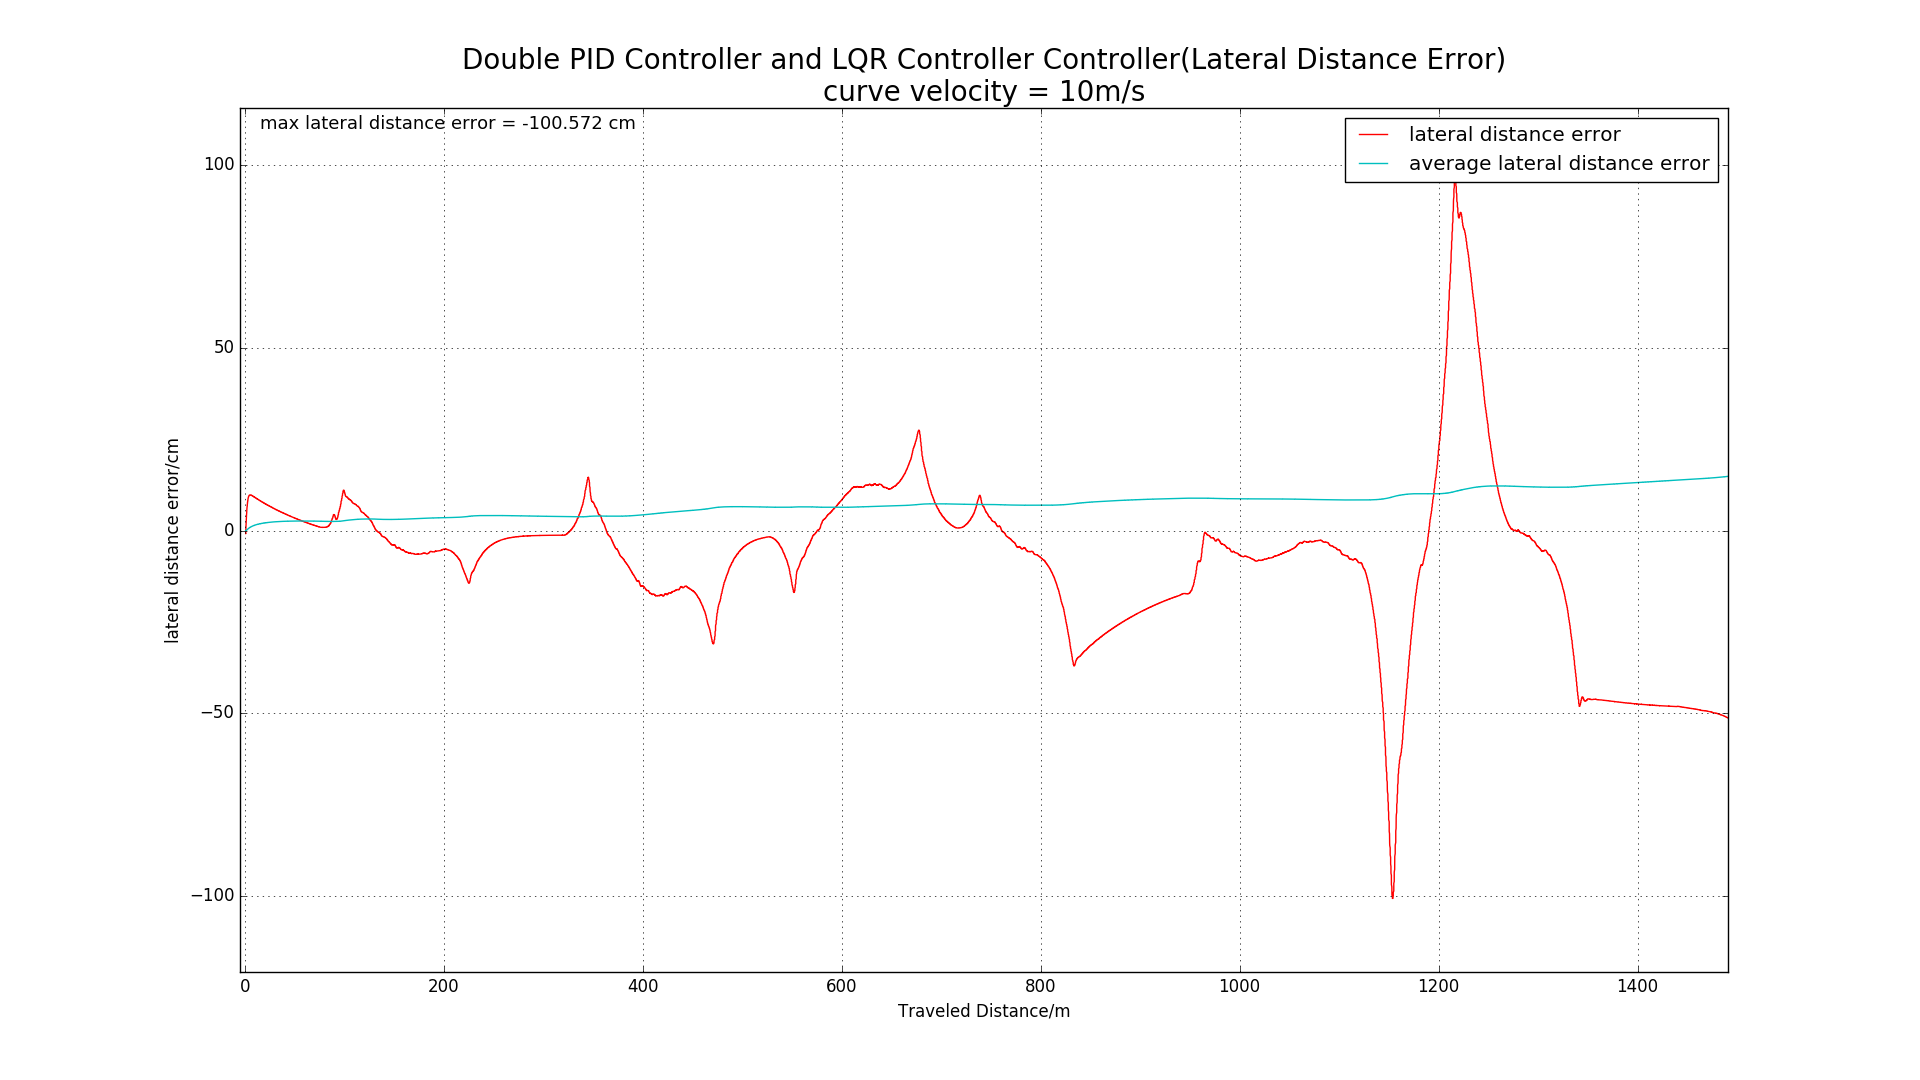 Double PID Controller and LQR Controller Controller(Lateral Distance Error)
curve velocity = 10m/s
max lateral distance error = -100.572 cm
lateral distance error
average lateral distance error
100
50
0
−50
−100
lateral distance error/cm
0 200 400 600 800 1000 1200 1400
Traveled Distance/m